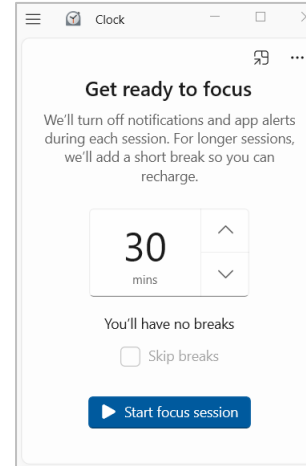 Clock
Get ready to focus
We'll turn off notifications and app alerts
during each session. For longer sessions,
we'll add a short break so you can
recharge.
30
mins
You'll have no breaks
Skip breaks
Start focus session